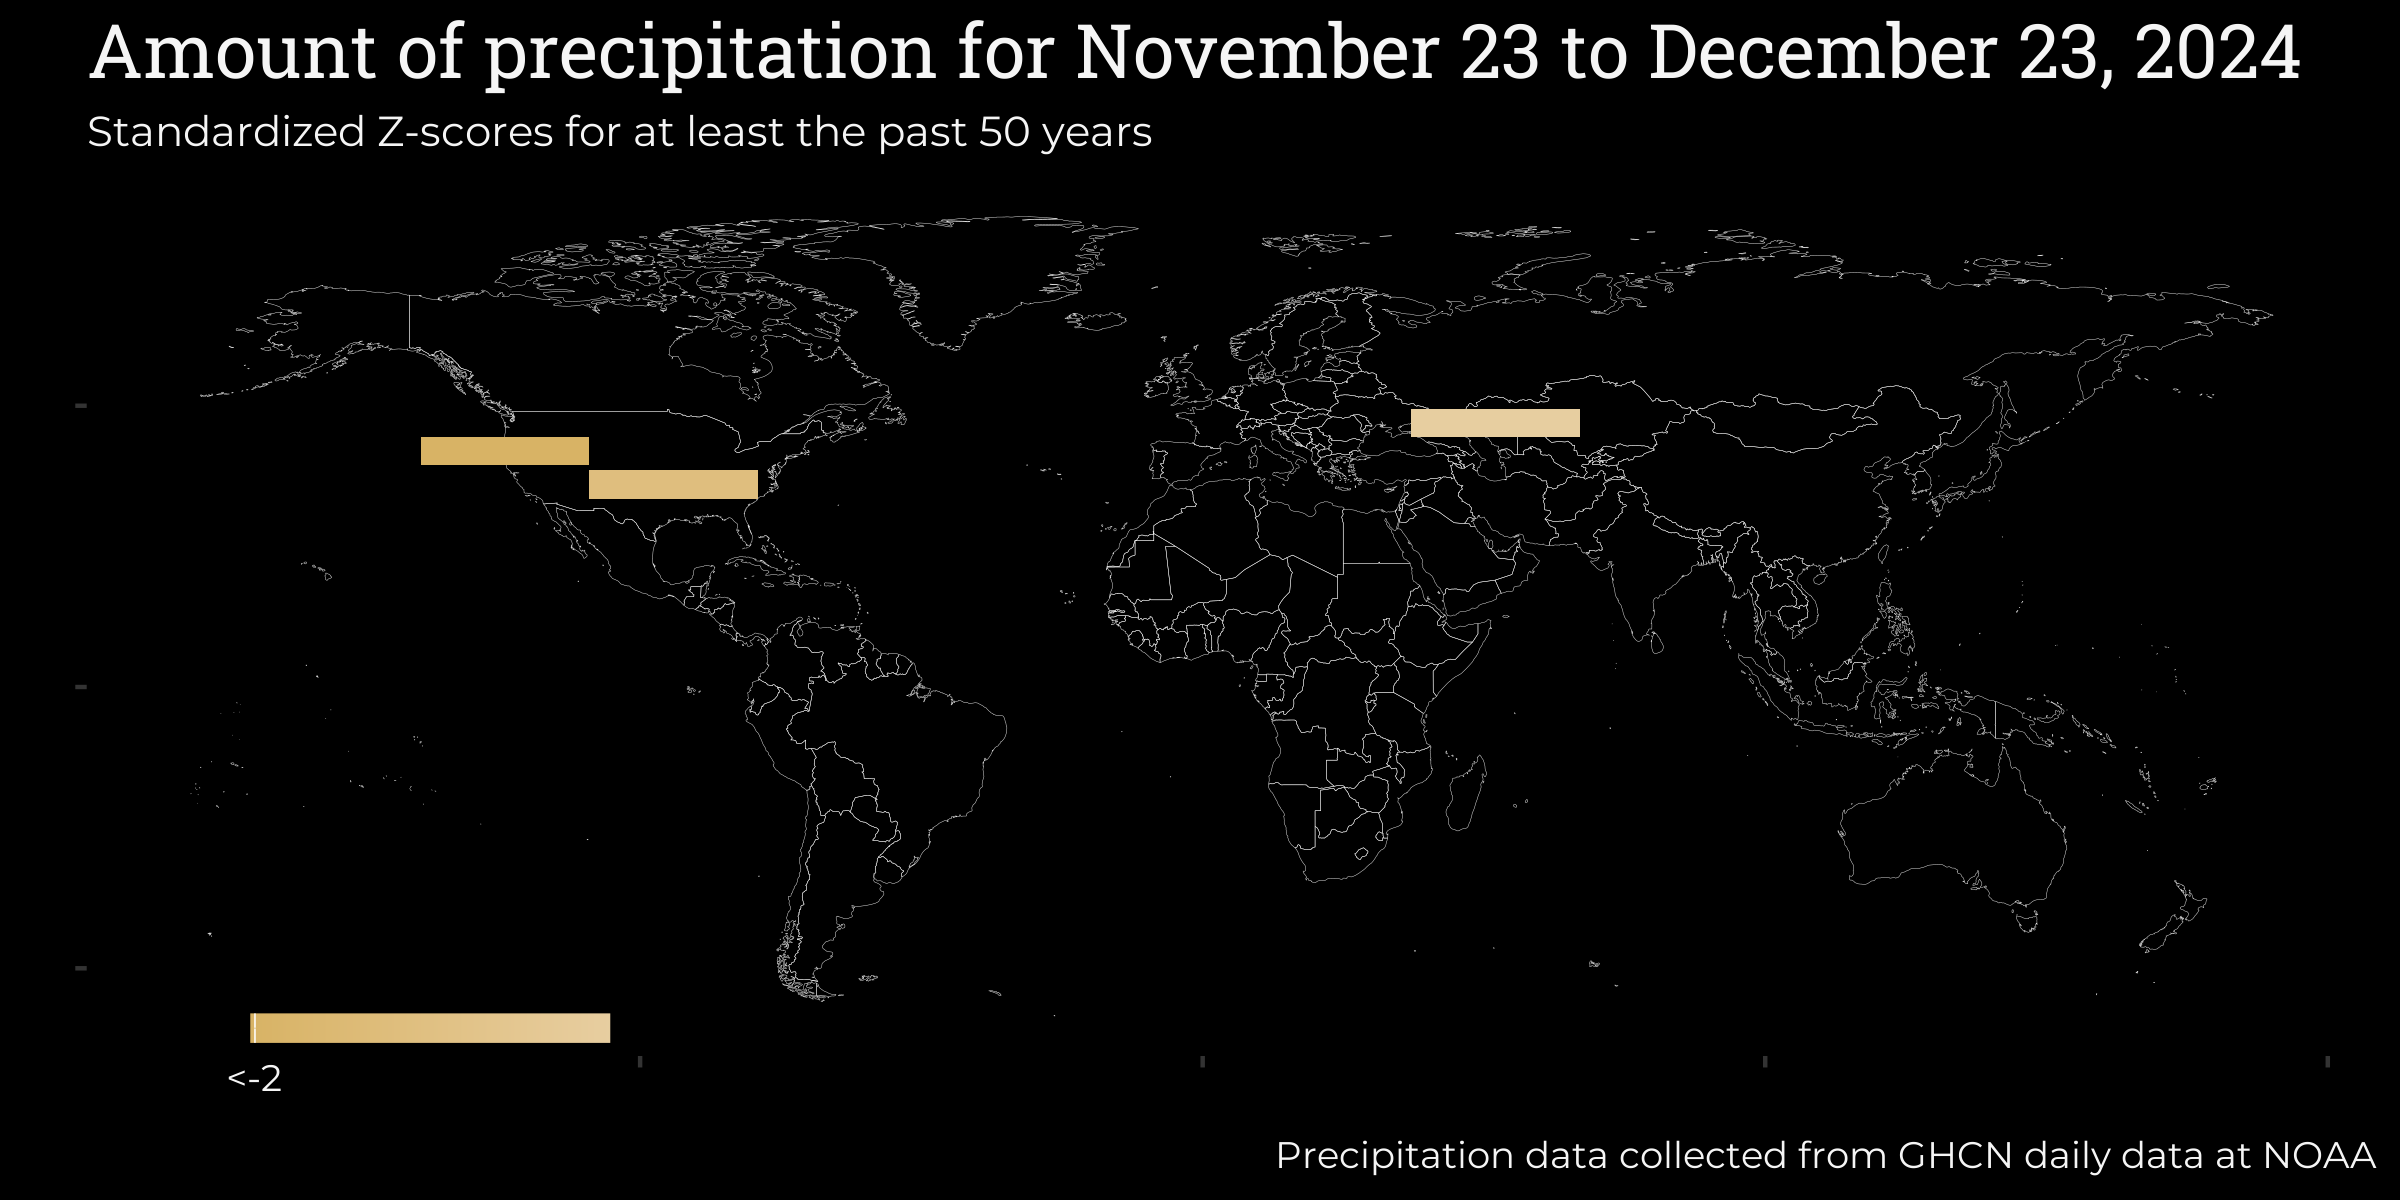 Amount of precipitation for November 23 to December 23, 2024
Standardized Z-scores for at least the past 50 years
<-2
Precipitation data collected from GHCN daily data at NOAA